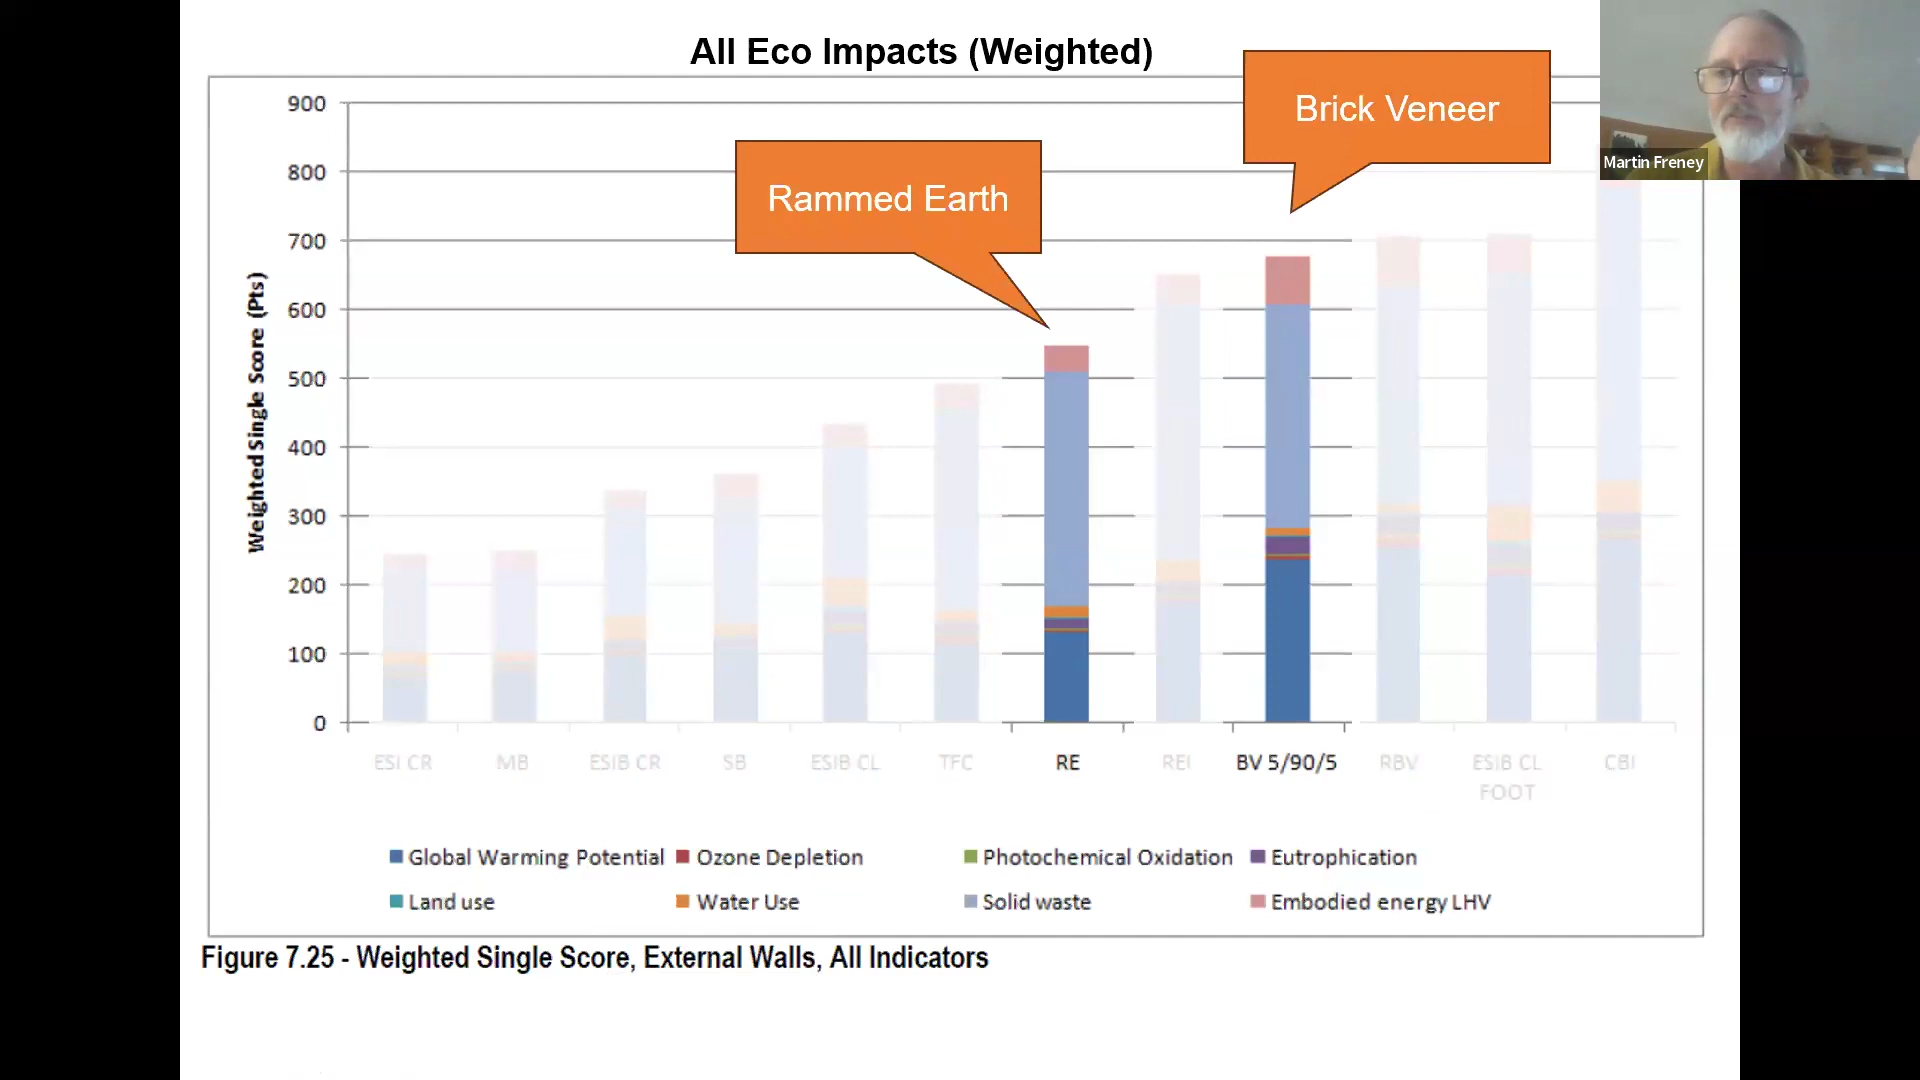 All Eco Impacts (Weighted)
Brick Veneer
Rammed Earth
Martin Freney
Weighted Single Score (Pts)
900
800
700
600
500
400
300
200
100
0
ESI CR MB ESIB CR SB ESIB CL TFC RE REI BV 5/90/5 RBV ESIB CL FOOT CBI
Global Warming Potential Ozone Depletion Photochemical Oxidation Eutrophication
Land use Water Use Solid waste Embodied energy LHV
Figure 7.25 - Weighted Single Score, External Walls, All Indicators